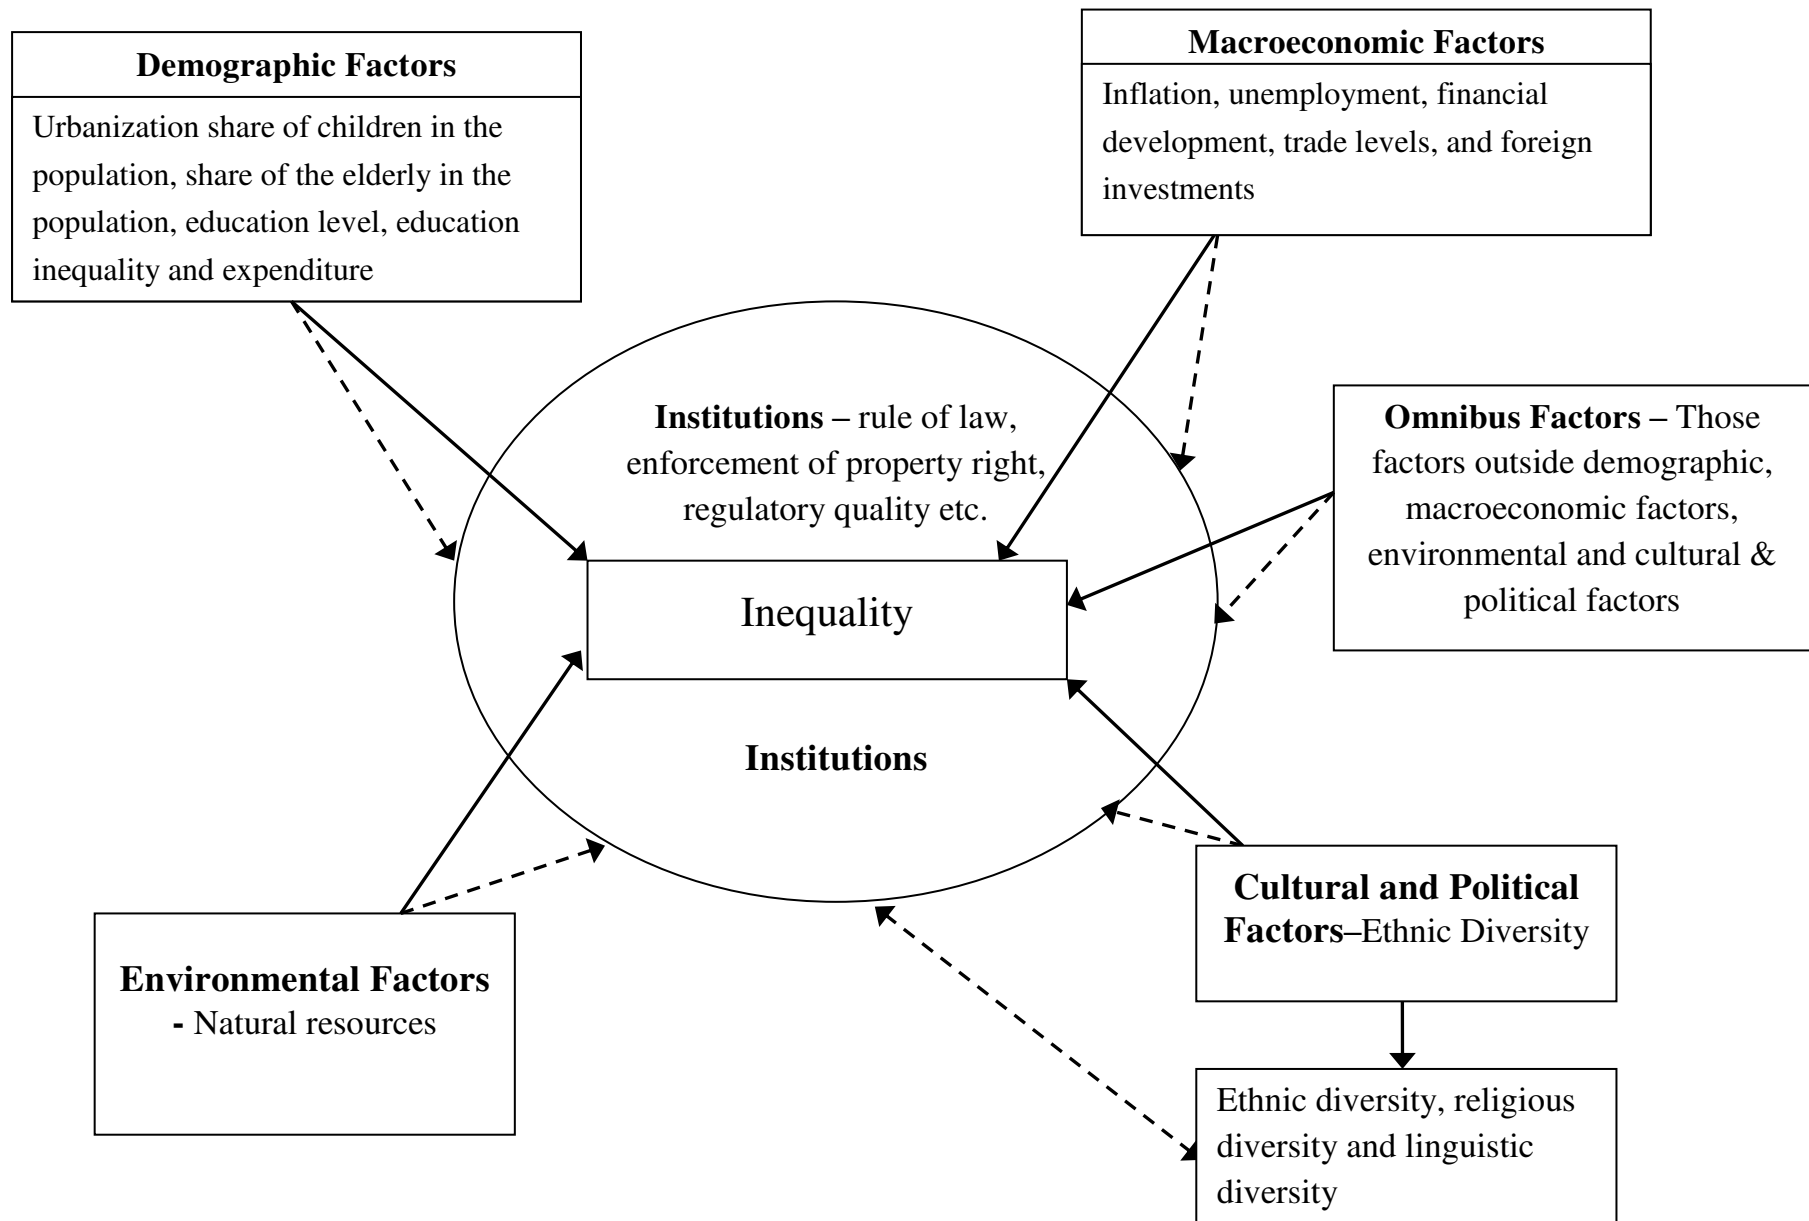 Demographic Factors
Urbanization share of children in the
population, share of the elderly in the
population, education level, education
inequality and expenditure
Macroeconomic Factors
Inflation, unemployment, financial
development, trade levels, and foreign
investments
Institutions – rule of law,
enforcement of property right,
regulatory quality etc.
Omnibus Factors – Those
factors outside demographic,
macroeconomic factors,
environmental and cultural &
political factors
Inequality
Institutions
Cultural and Political
Factors–Ethnic Diversity
Environmental Factors
- Natural resources
Ethnic diversity, religious
diversity and linguistic
diversity